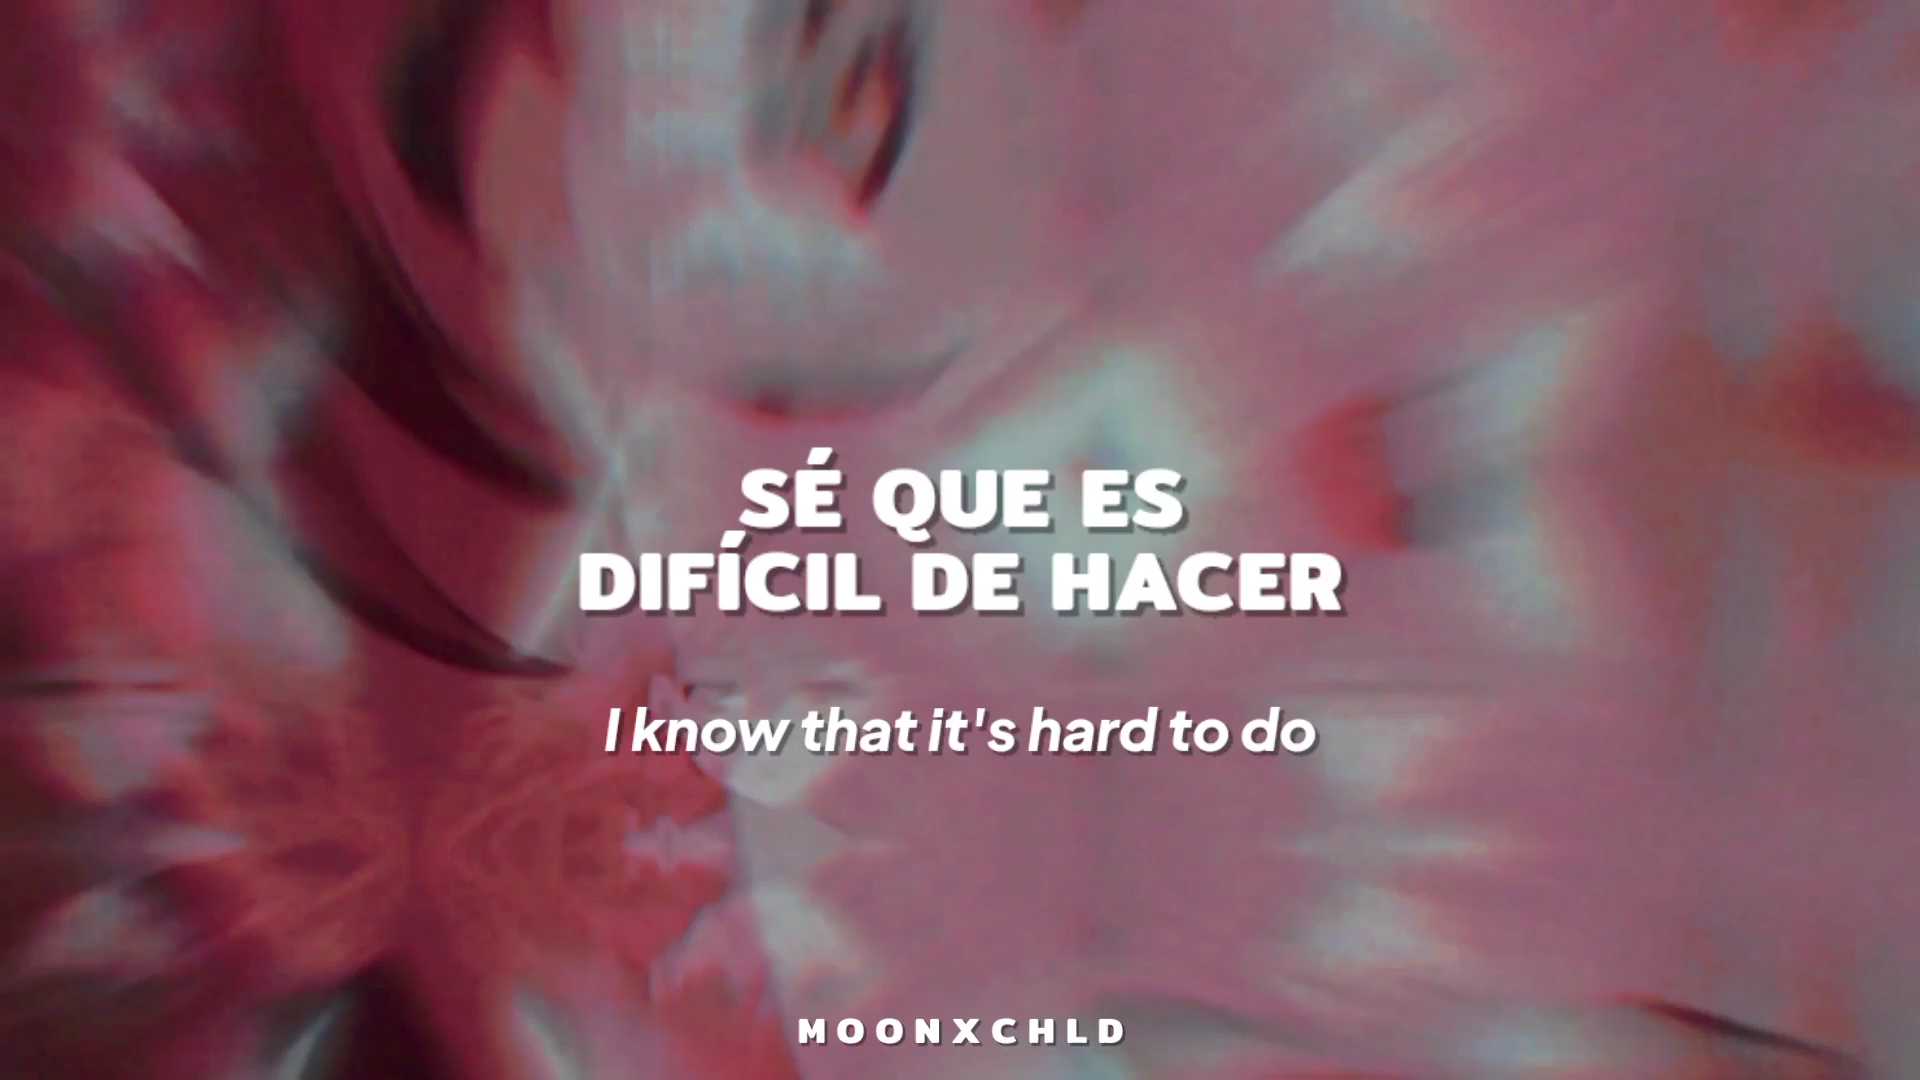 SÉ QUE ES
DIFÍCIL DE HACER
I know that it's hard to do
MOONXCHLD